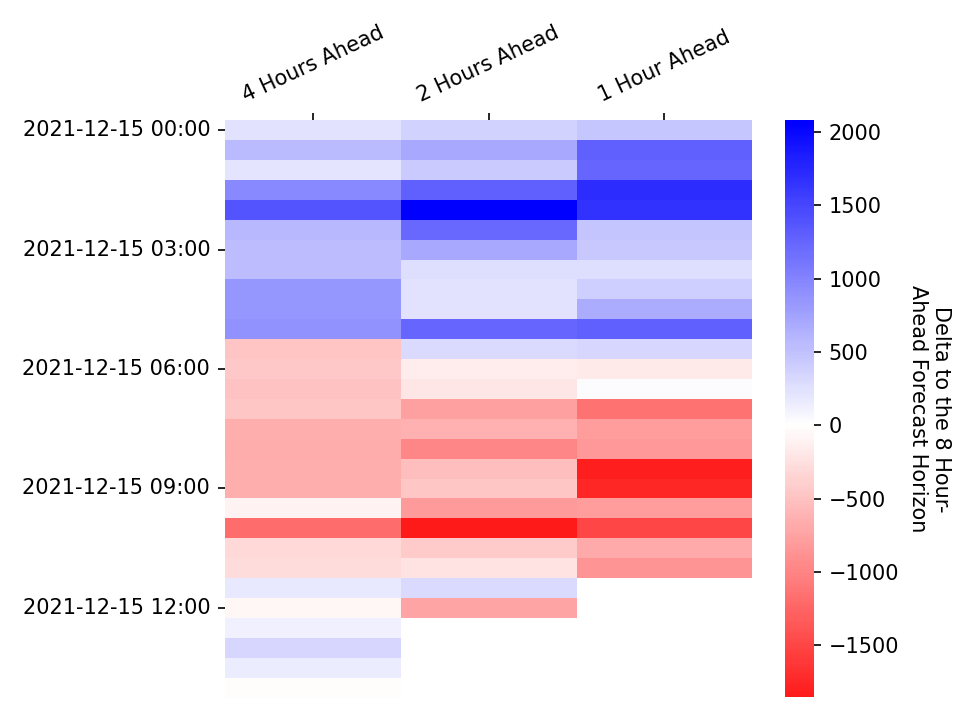 4 Hours Ahead
2 Hours Ahead
1 Hour Ahead
2021-12-15 00:00
2021-12-15 03:00
2021-12-15 06:00
2021-12-15 09:00
2021-12-15 12:00
2000
1500
1000
500
0
−500
−1000
−1500
Delta to the 8 Hour-
Ahead Forecast Horizon